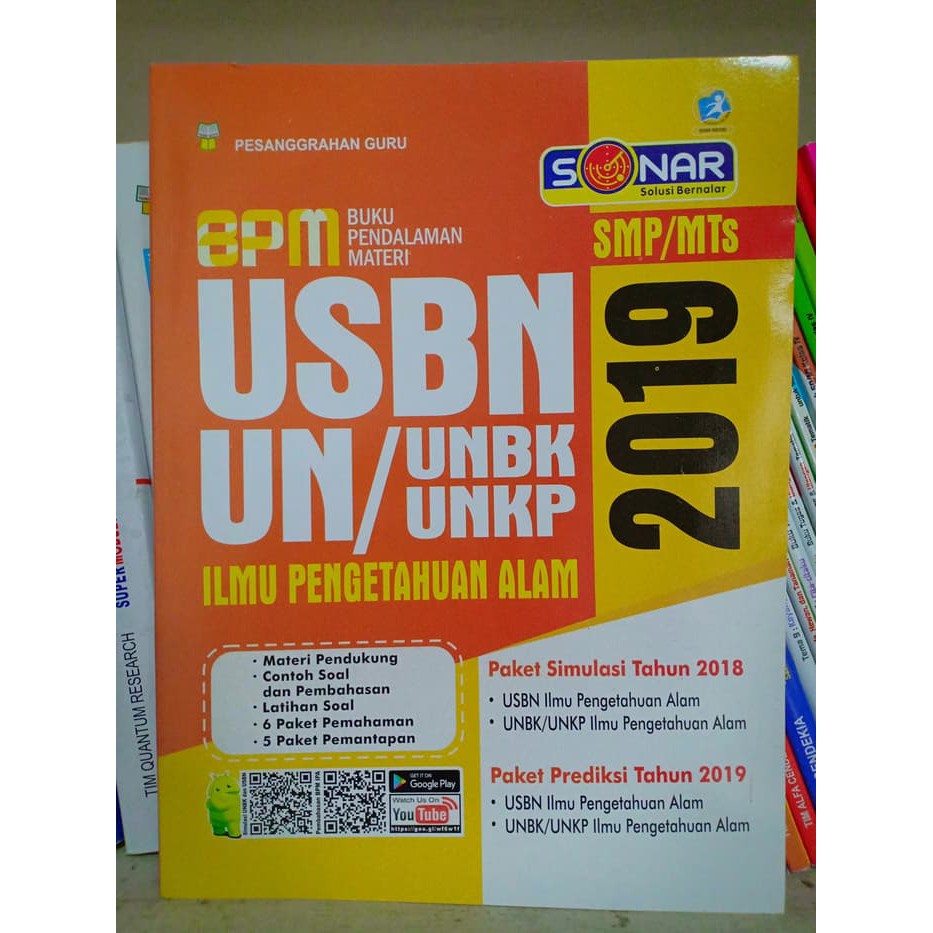 PESANGGRAHAN GURU
SONAR
Solusi Bernalar
BPM
BUKU
PENDALAMAN
MATERI
SMP/MTs
USBN
UN/UNBK
UNKP
2019
ILMU PENGETAHUAN ALAM
· Materi Pendukung
· Contoh Soal
dan Pembahasan
· Latihan Soal
· 6 Paket Pemahaman
· 5 Paket Pemantapan
Paket Simulasi Tahun 2018
• USBN Ilmu Pengetahuan Alam
• UNBK/UNKP Ilmu Pengetahuan Alam
Paket Prediksi Tahun 2019
• USBN Ilmu Pengetahuan Alam
• UNBK/UNKP Ilmu Pengetahuan Alam
Pembahasan BPM IPA
GET IT ON
Google Play
Watch Us On
YouTube
TIM QUANTUM RESEARCH